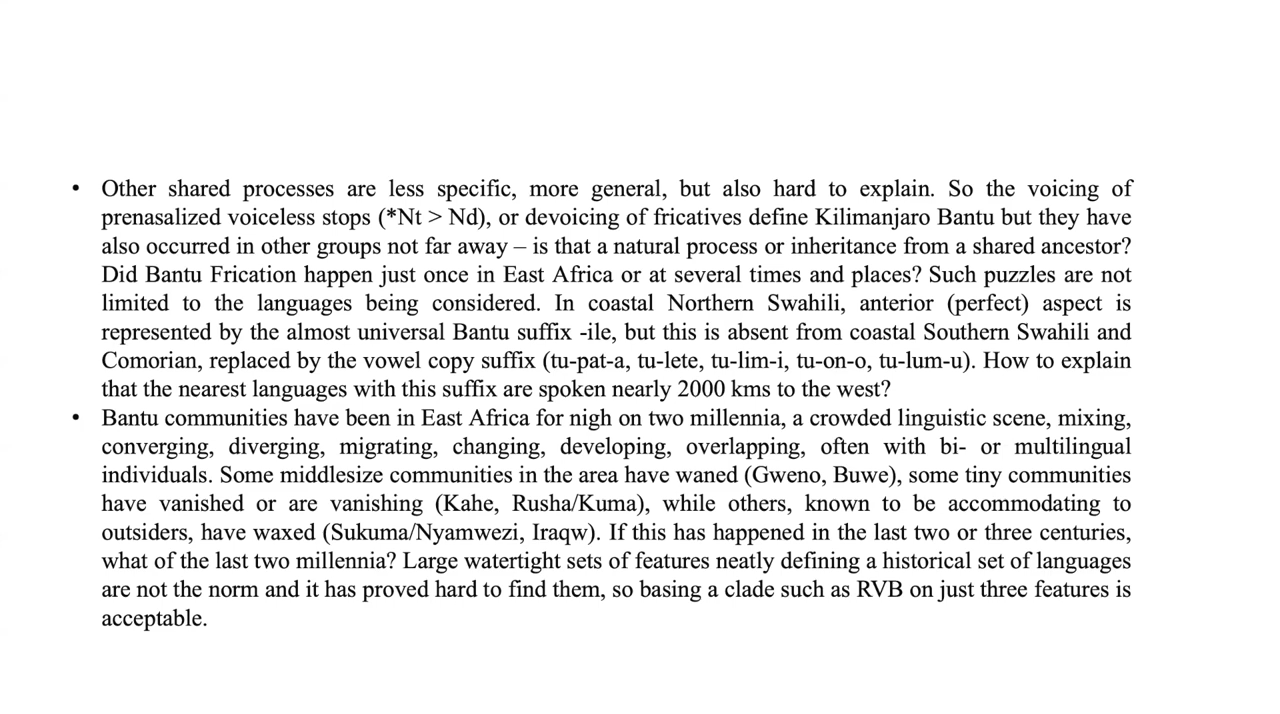 • Other shared processes are less specific, more general, but also hard to explain. So the voicing of
prenasalized voiceless stops (*Nt > Nd), or devoicing of fricatives define Kilimanjaro Bantu but they have
also occurred in other groups not far away – is that a natural process or inheritance from a shared ancestor?
Did Bantu Frication happen just once in East Africa or at several times and places? Such puzzles are not
limited to the languages being considered. In coastal Northern Swahili, anterior (perfect) aspect is
represented by the almost universal Bantu suffix -ile, but this is absent from coastal Southern Swahili and
Comorian, replaced by the vowel copy suffix (tu-pat-a, tu-lete, tu-lim-i, tu-on-o, tu-lum-u). How to explain
that the nearest languages with this suffix are spoken nearly 2000 kms to the west?
• Bantu communities have been in East Africa for nigh on two millennia, a crowded linguistic scene, mixing,
converging, diverging, migrating, changing, developing, overlapping, often with bi- or multilingual
individuals. Some middlesize communities in the area have waned (Gweno, Buwe), some tiny communities
have vanished or are vanishing (Kahe, Rusha/Kuma), while others, known to be accommodating to
outsiders, have waxed (Sukuma/Nyamwezi, Iraqw). If this has happened in the last two or three centuries,
what of the last two millennia? Large watertight sets of features neatly defining a historical set of languages
are not the norm and it has proved hard to find them, so basing a clade such as RVB on just three features is
acceptable.